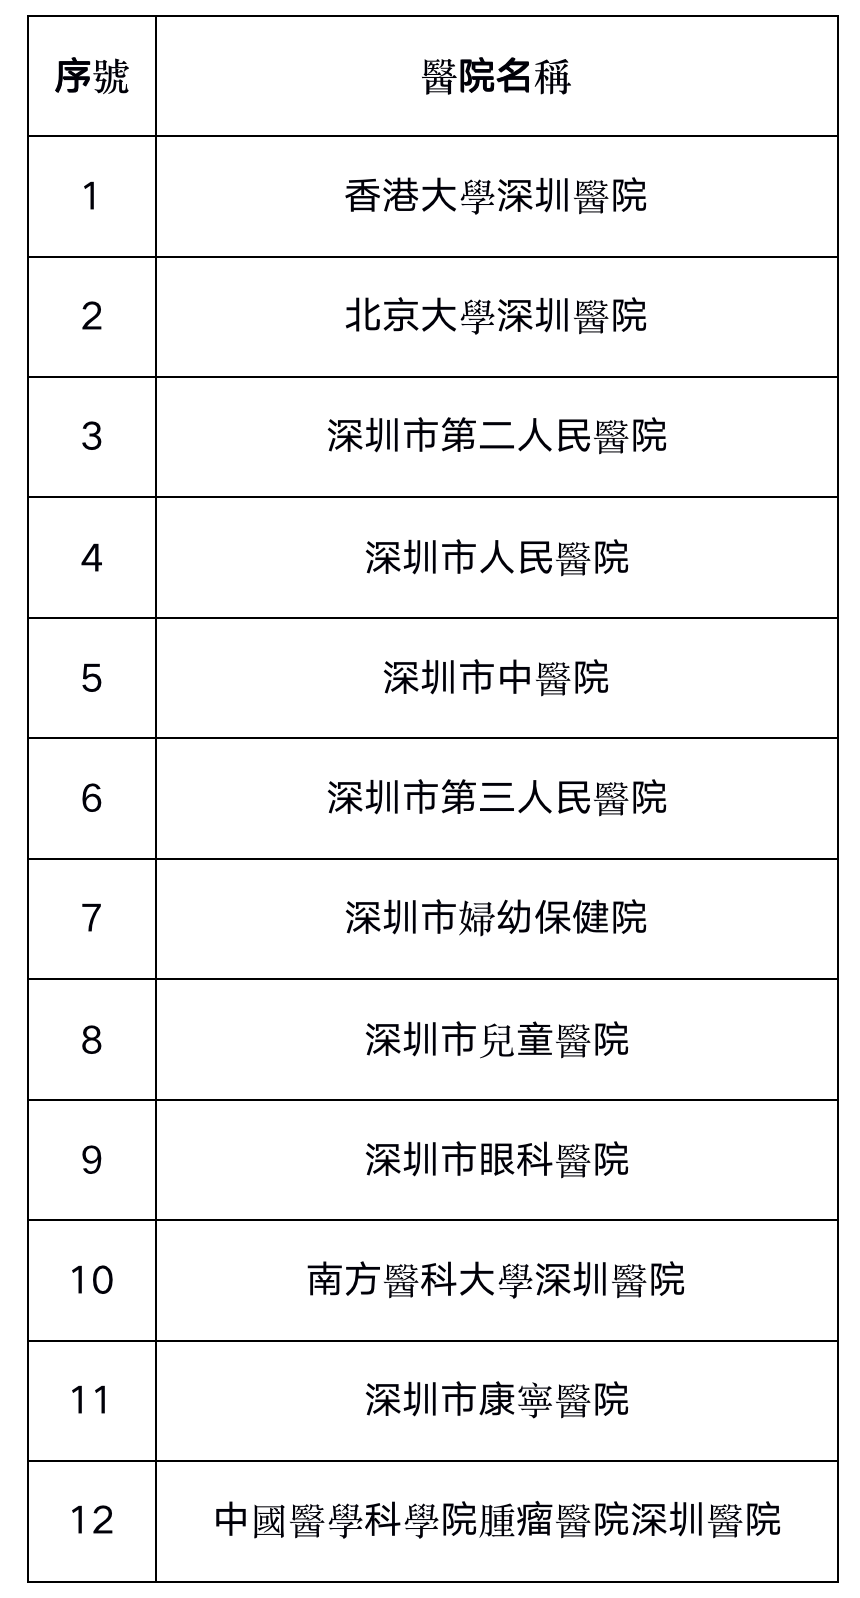 序號 醫院名稱
1 香港大學深圳醫院
2 北京大學深圳醫院
3 深圳市第二人民醫院
4 深圳市人民醫院
5 深圳市中醫院
6 深圳市第三人民醫院
7 深圳市婦幼保健院
8 深圳市兒童醫院
9 深圳市眼科醫院
10 南方醫科大學深圳醫院
11 深圳市康寧醫院
12 中國醫學科學院腫瘤醫院深圳醫院